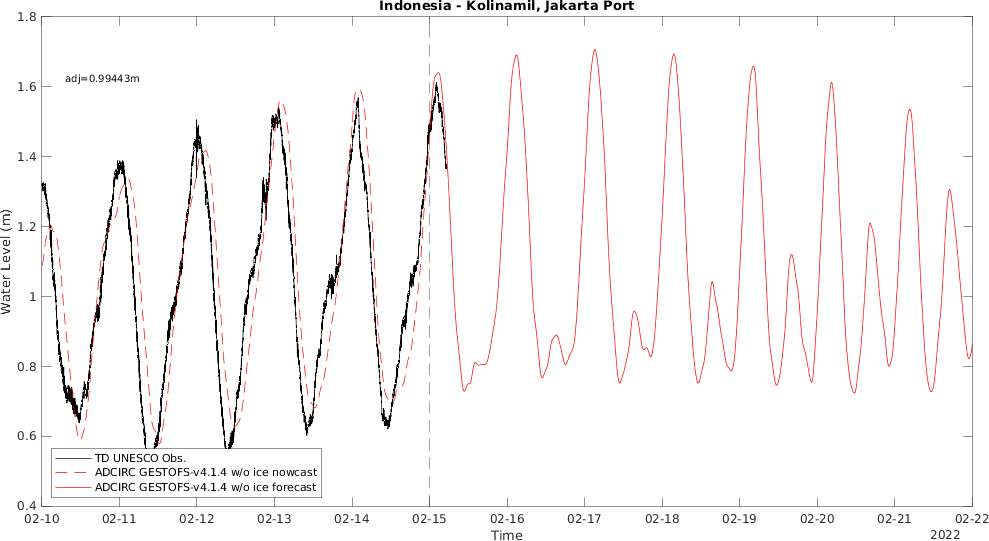 Indonesia - Kolinamil, Jakarta Port
1.8
adj=0.99443m
1.6
1.4
1.2
1
0.8
0.6
0.4
Water Level (m)
TD UNESCO Obs.
ADCIRC GESTOFS-v4.1.4 w/o ice nowcast
ADCIRC GESTOFS-v4.1.4 w/o ice forecast
02-10 02-11 02-12 02-13 02-14 02-15 02-16 02-17 02-18 02-19 02-20 02-21 02-22
Time
2022